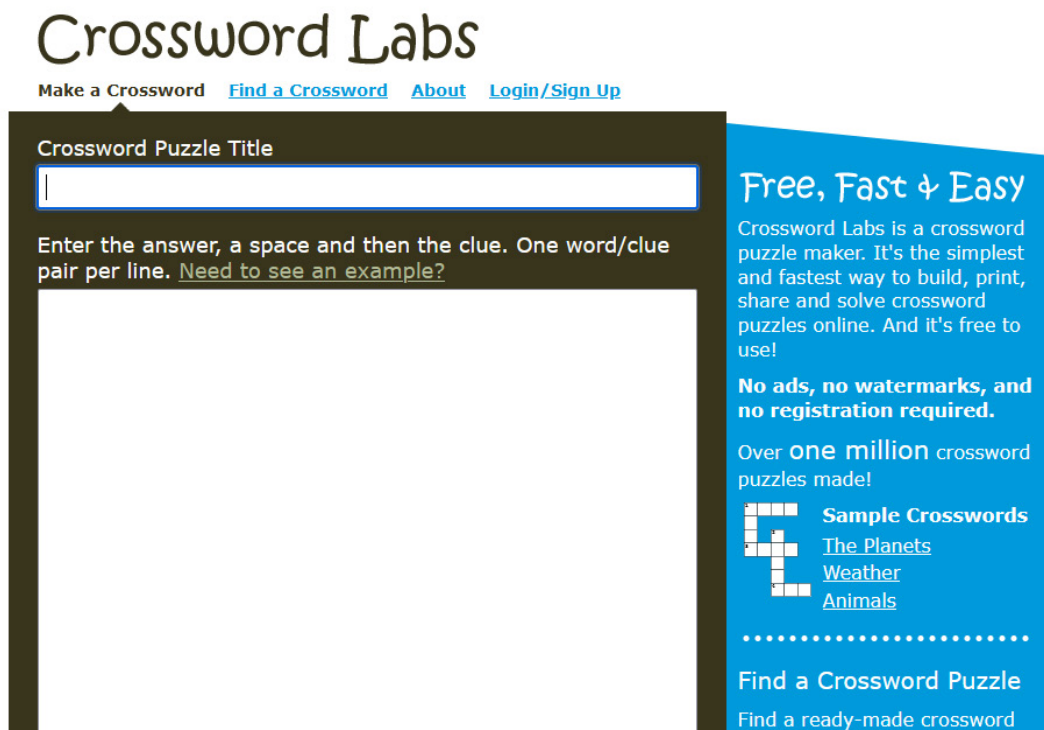 Crossword Labs
Make a Crossword Find a Crossword About Login/Sign Up
Crossword Puzzle Title
Enter the answer, a space and then the clue. One word/clue
pair per line. Need to see an example?
Free, Fast & Easy
Crossword Labs is a crossword
puzzle maker. It's the simplest
and fastest way to build, print,
share and solve crossword
puzzles online. And it's free to
use!
No ads, no watermarks, and
no registration required.
Over one million crossword
puzzles made!
Sample Crosswords
The Planets
Weather
Animals
Find a Crossword Puzzle
Find a ready-made crossword